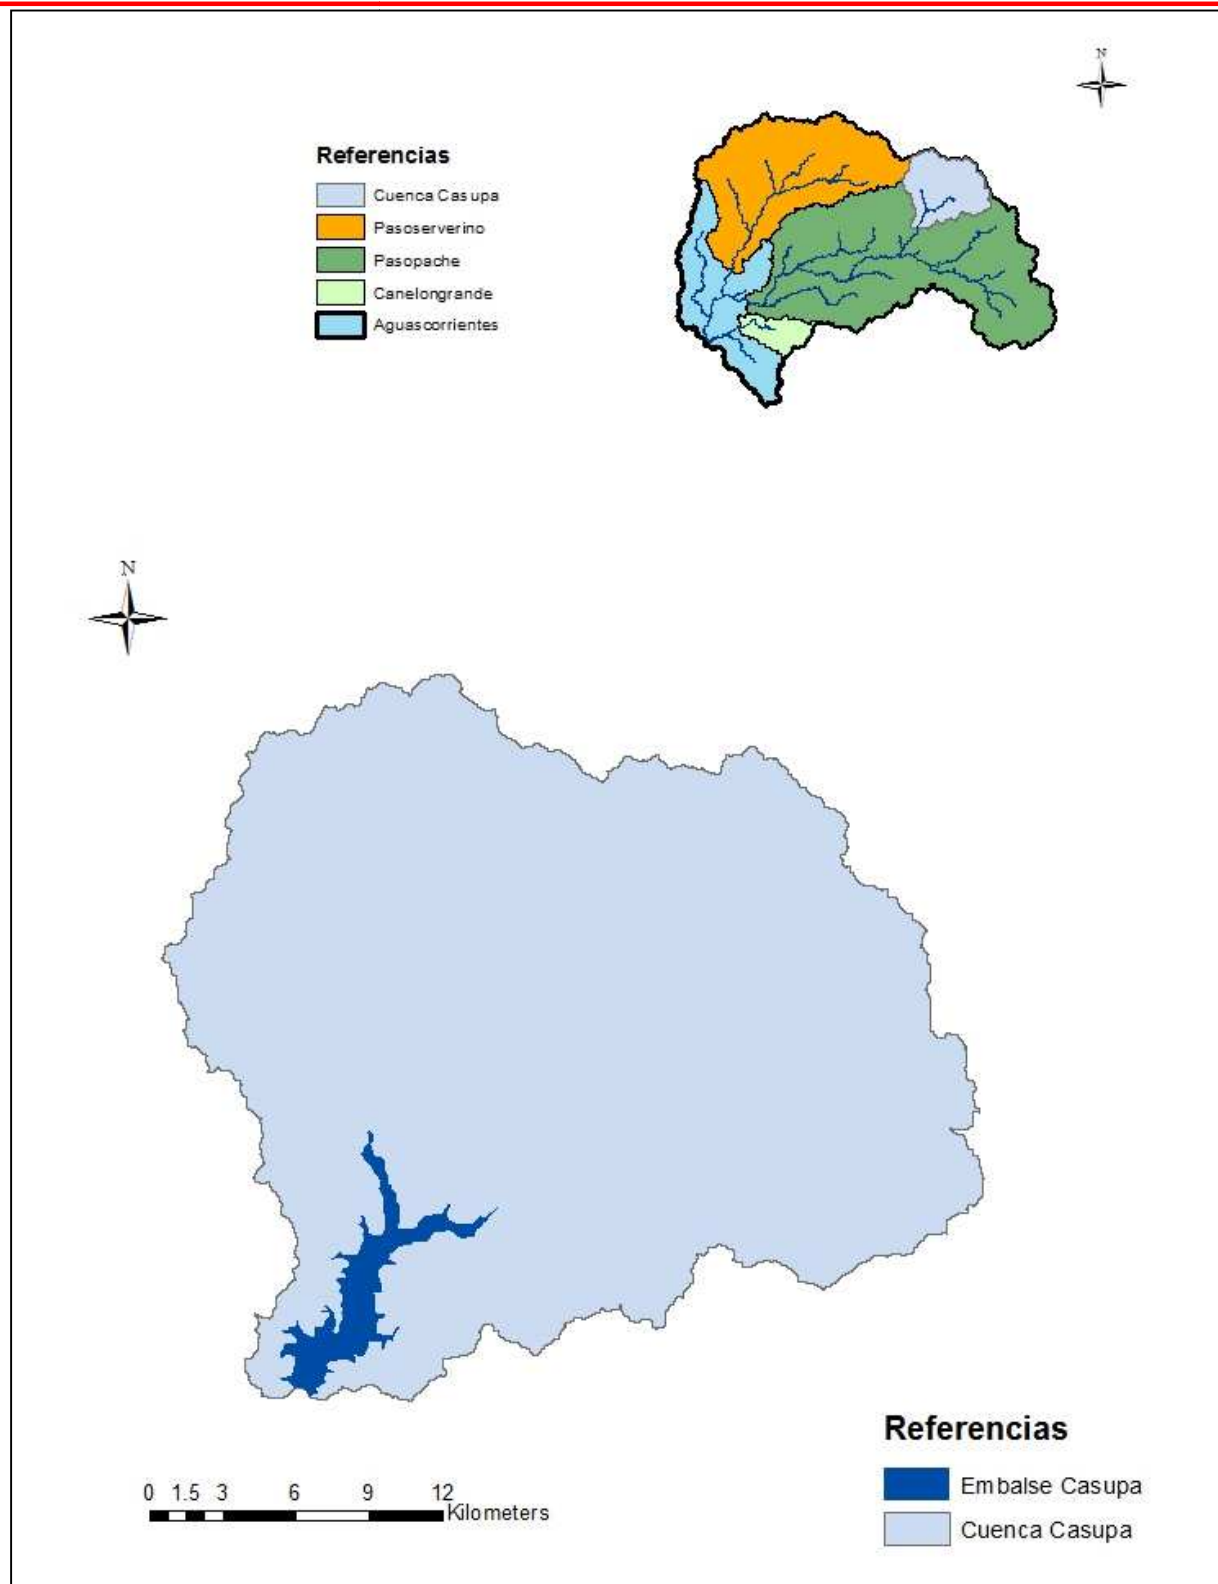 N
Referencias
Cuenca Casupa
Pasoserverino
Pasopache
Canelongrande
Aguascorrientes
N
0 1.5 3 6 9 12
Kilometers
Referencias
Embalse Casupa
Cuenca Casupa